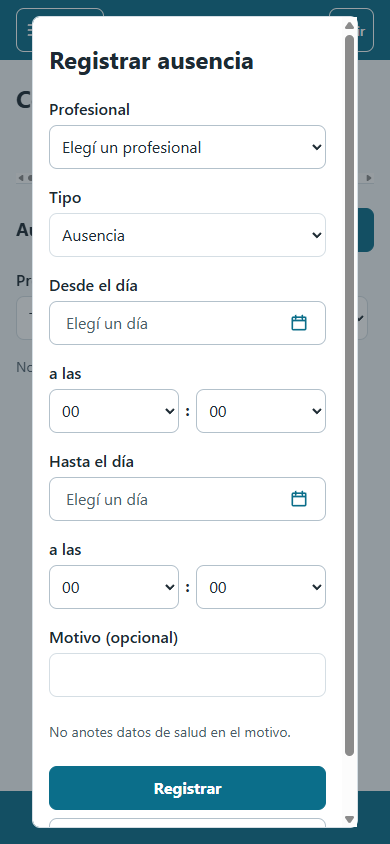 Registrar ausencia
Profesional
Elegí un profesional
Tipo
Ausencia
Desde el día
Elegí un día
a las
00 : 00
Hasta el día
Elegí un día
a las
00 : 00
Motivo (opcional)
No anotes datos de salud en el motivo.
Registrar